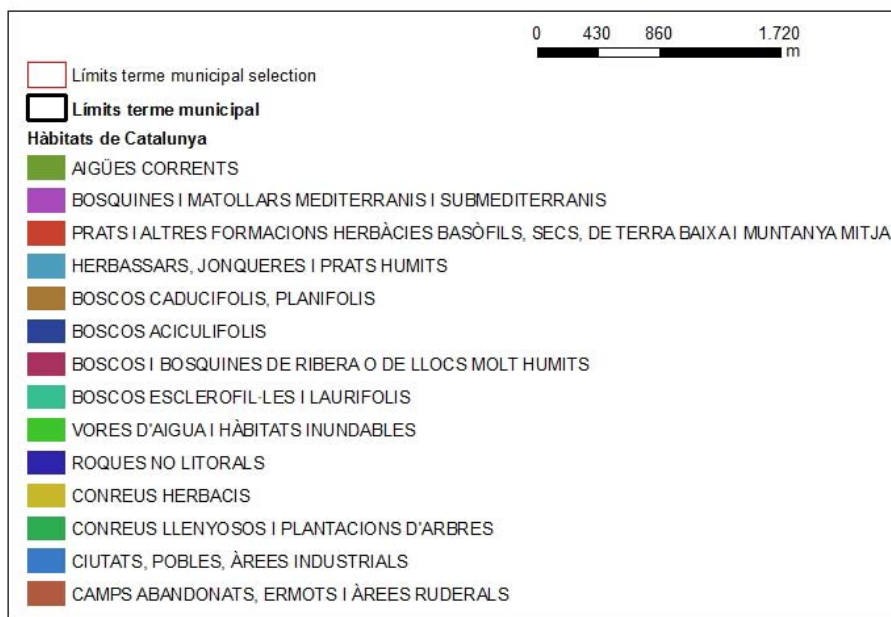 0 430 860 1.720
m
Límits terme municipal selection
Límits terme municipal
Hàbitats de Catalunya
AIGÜES CORRENTS
BOSQUINES I MATOLLARS MEDITERRANIS I SUBMEDITERRANIS
PRATS I ALTRES FORMACIONS HERBÀCIES BASÒFILS, SECS, DE TERRA BAIXA I MUNTANYA MITJA
HERBASSARS, JONQUERES I PRATS HUMITS
BOSCOS CADUCIFOLIS, PLANIFOLIS
BOSCOS ACICULIFOLIS
BOSCOS I BOSQUINES DE RIBERA O DE LLOCS MOLT HUMITS
BOSCOS ESCLEROFIL·LES I LAURIFOLIS
VORES D'AIGUA I HÀBITATS INUNDABLES
ROQUES NO LITORALS
CONREUS HERBACIS
CONREUS LLENYOSOS I PLANTACIONS D'ARBRES
CIUTATS, POBLES, ÀREES INDUSTRIALS
CAMPS ABANDONATS, ERMOTS I ÀREES RUDERALS